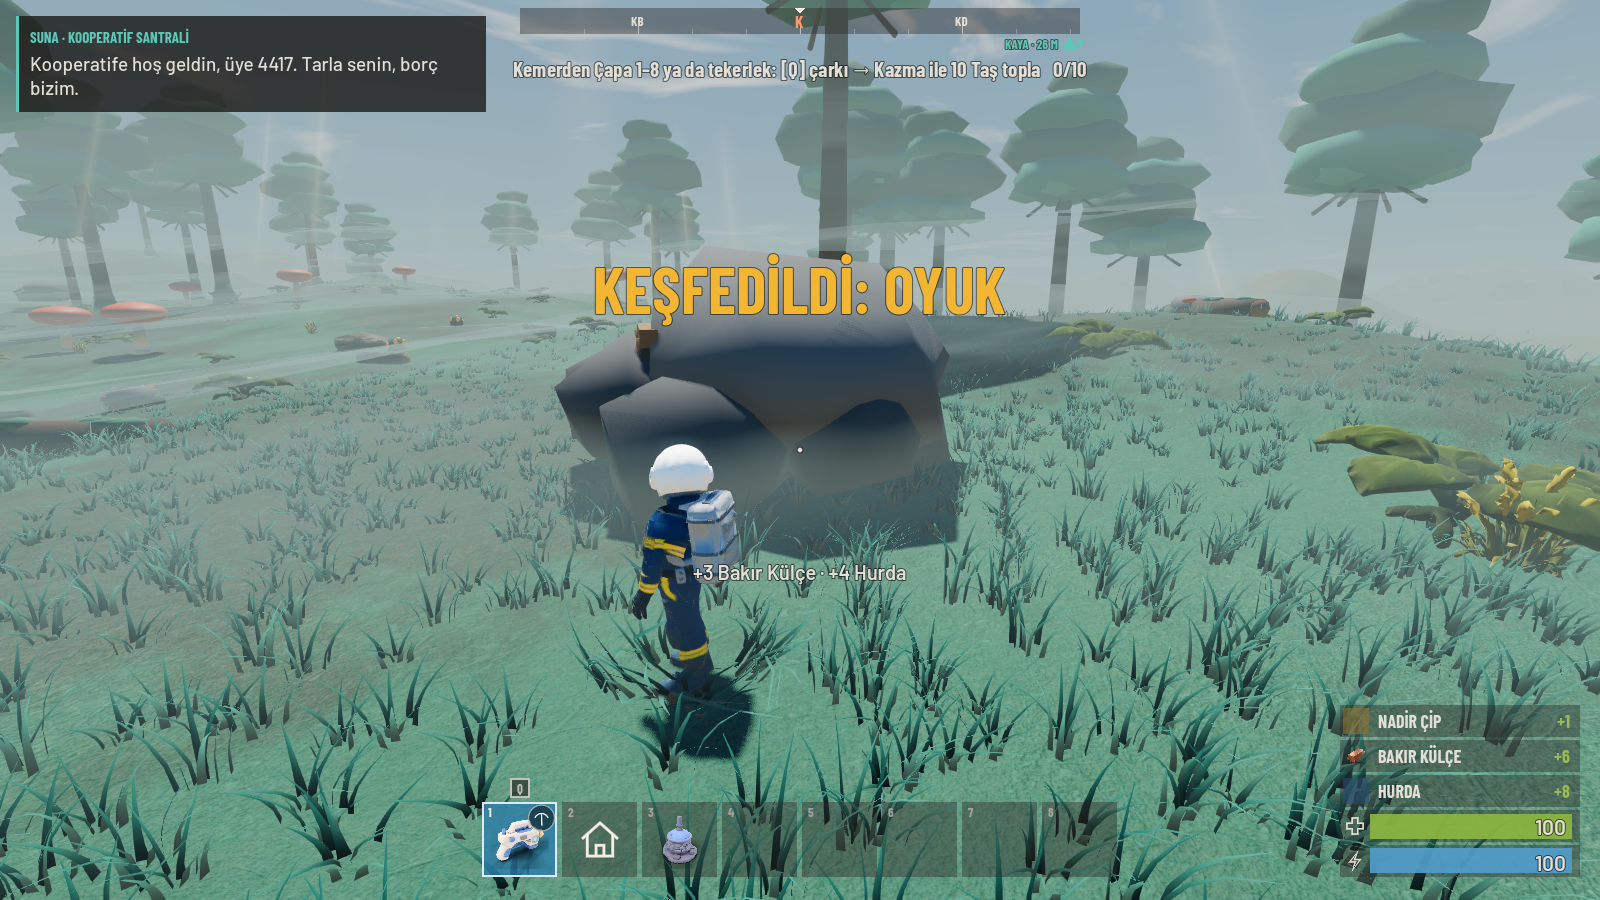 SUNA · KOOPERATİF SANTRALİ
Kooperatife hoş geldin, üye 4417. Tarla senin, borç
bizim.
KB
K
KD
KAYA · 26 M
Kemerden Çapa 1-8 ya da tekerlek: [Q] çarkı → Kazma ile 10 Taş topla 0/10
KEŞFEDİLDİ: OYUK
+3 Bakır Külçe · +4 Hurda
NADİR ÇİP +1
BAKIR KÜLÇE +6
HURDA +8
100
100
Q
1 2 3 4 5 6 7 8